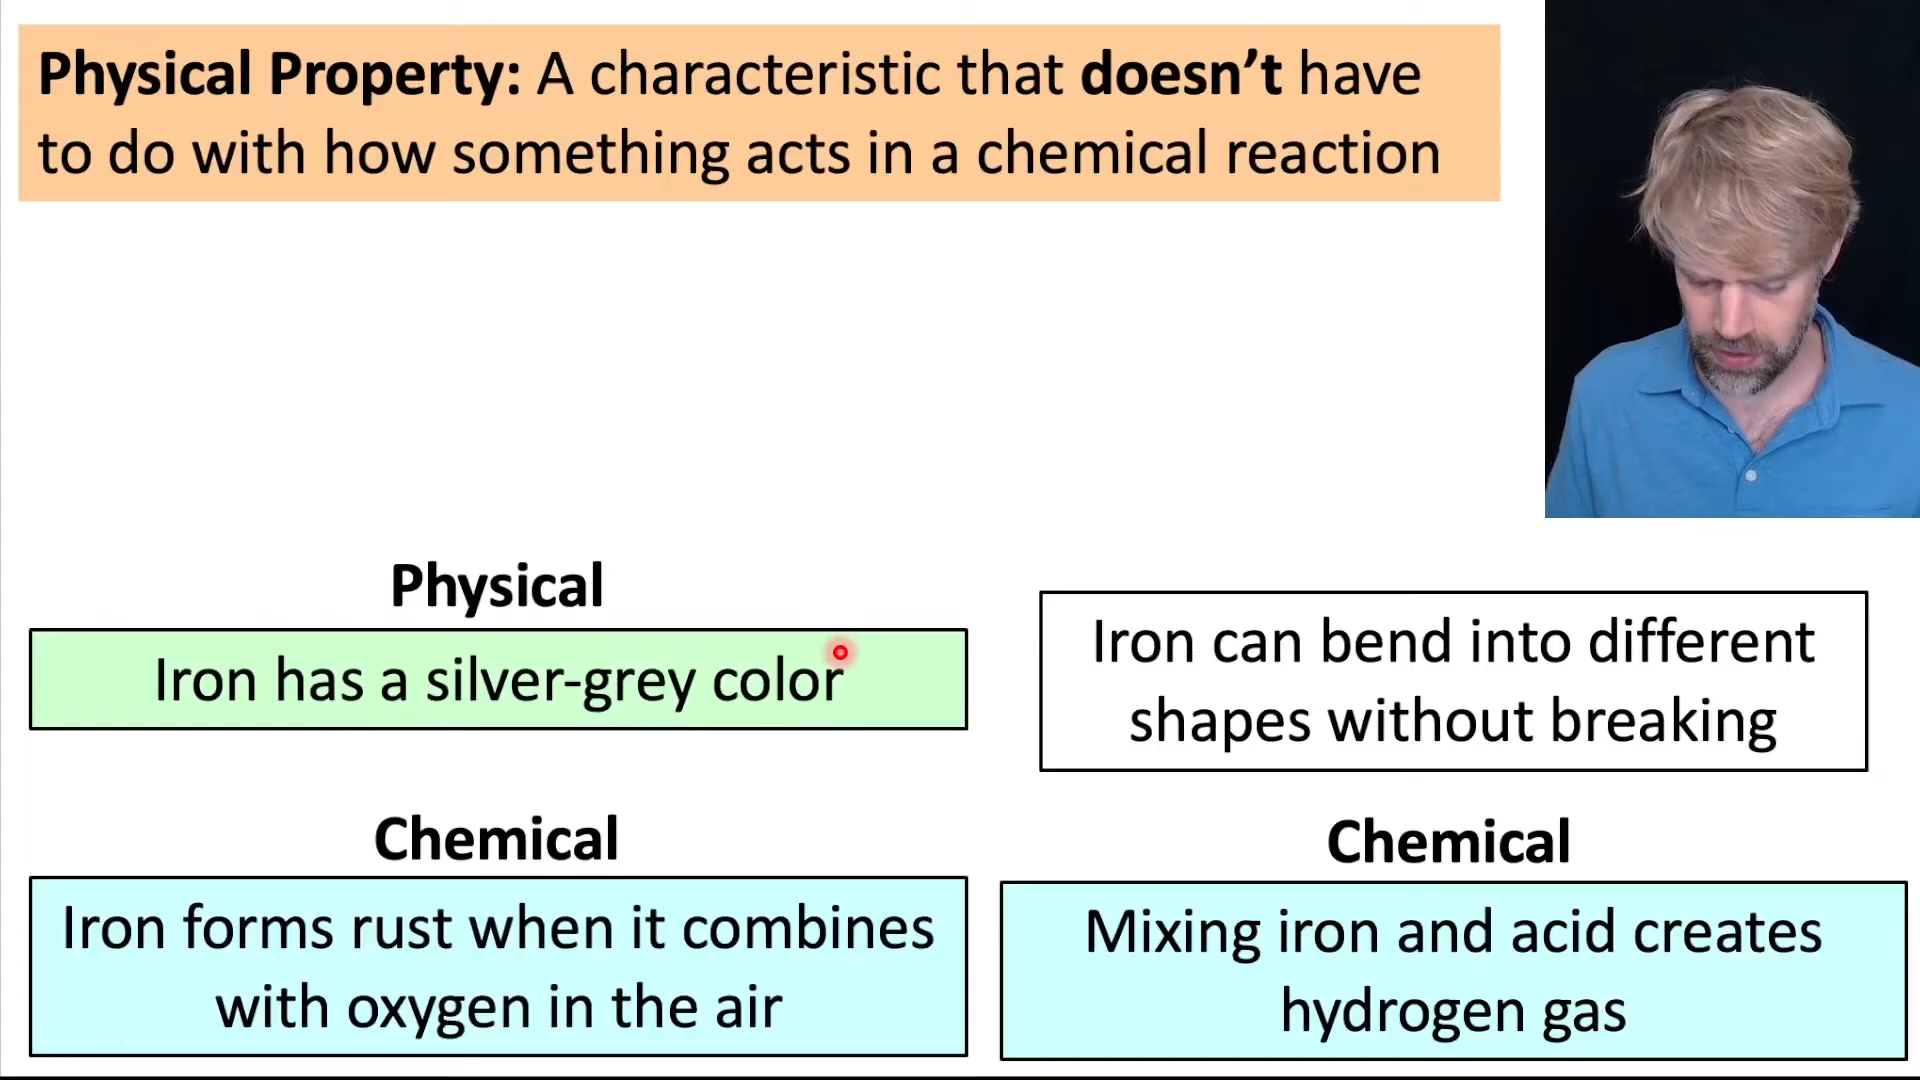 Physical Property: A characteristic that doesn’t have
to do with how something acts in a chemical reaction
Physical
Iron has a silver-grey color
Iron can bend into different
shapes without breaking
Chemical
Iron forms rust when it combines
with oxygen in the air
Chemical
Mixing iron and acid creates
hydrogen gas